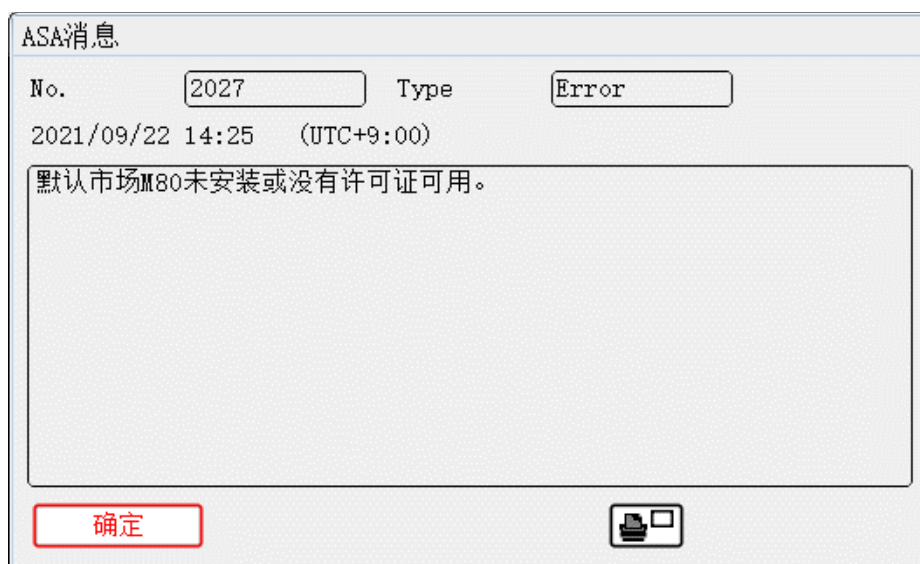 ASA消息
No. 2027 Type Error
2021/09/22 14:25 (UTC+9:00)
默认市场M80未安装或没有许可证可用。
确定